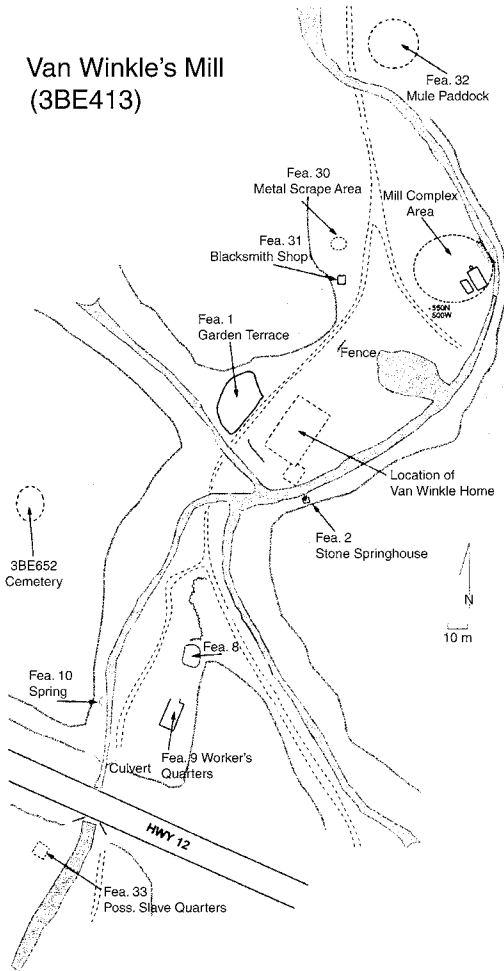 Van Winkle's Mill
(3BE413)
Fea. 32
Mule Paddock
Fea. 30
Metal Scrape Area
Mill Complex
Area
Fea. 31
Blacksmith Shop
550N
500W
Fea. 1
Garden Terrace
Fence
Location of
Van Winkle Home
Fea. 2
Stone Springhouse
3BE652
Cemetery
N
10 m
Fea. 8
Fea. 10
Spring
Fea. 9 Worker's
Quarters
Culvert
HWY 12
Fea. 33
Poss. Slave Quarters